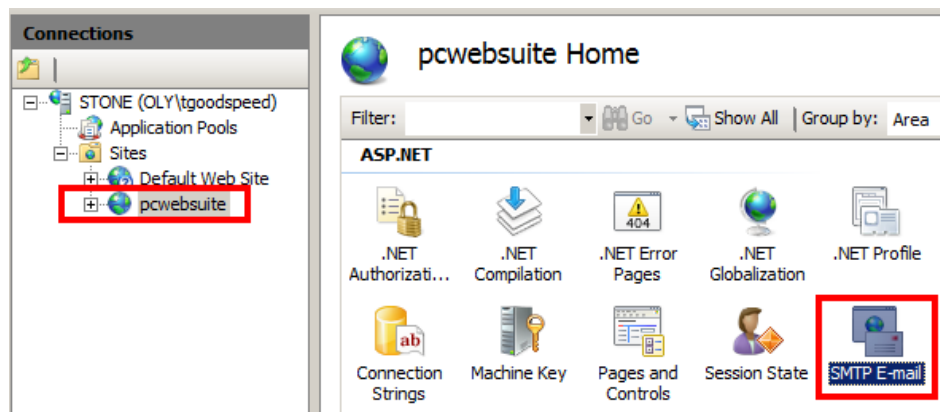 Connections
STONE (OLY\tgoodspeed)
Application Pools
Sites
Default Web Site
pcwebsuite
pcwebsuite Home
Filter: Go Show All Group by: Area
ASP.NET
.NET Authorizati...
.NET Compilation
404
.NET Error Pages
.NET Globalization
.NET Profile
ab
Connection Strings
Machine Key
Pages and Controls
Session State
SMTP E-mail